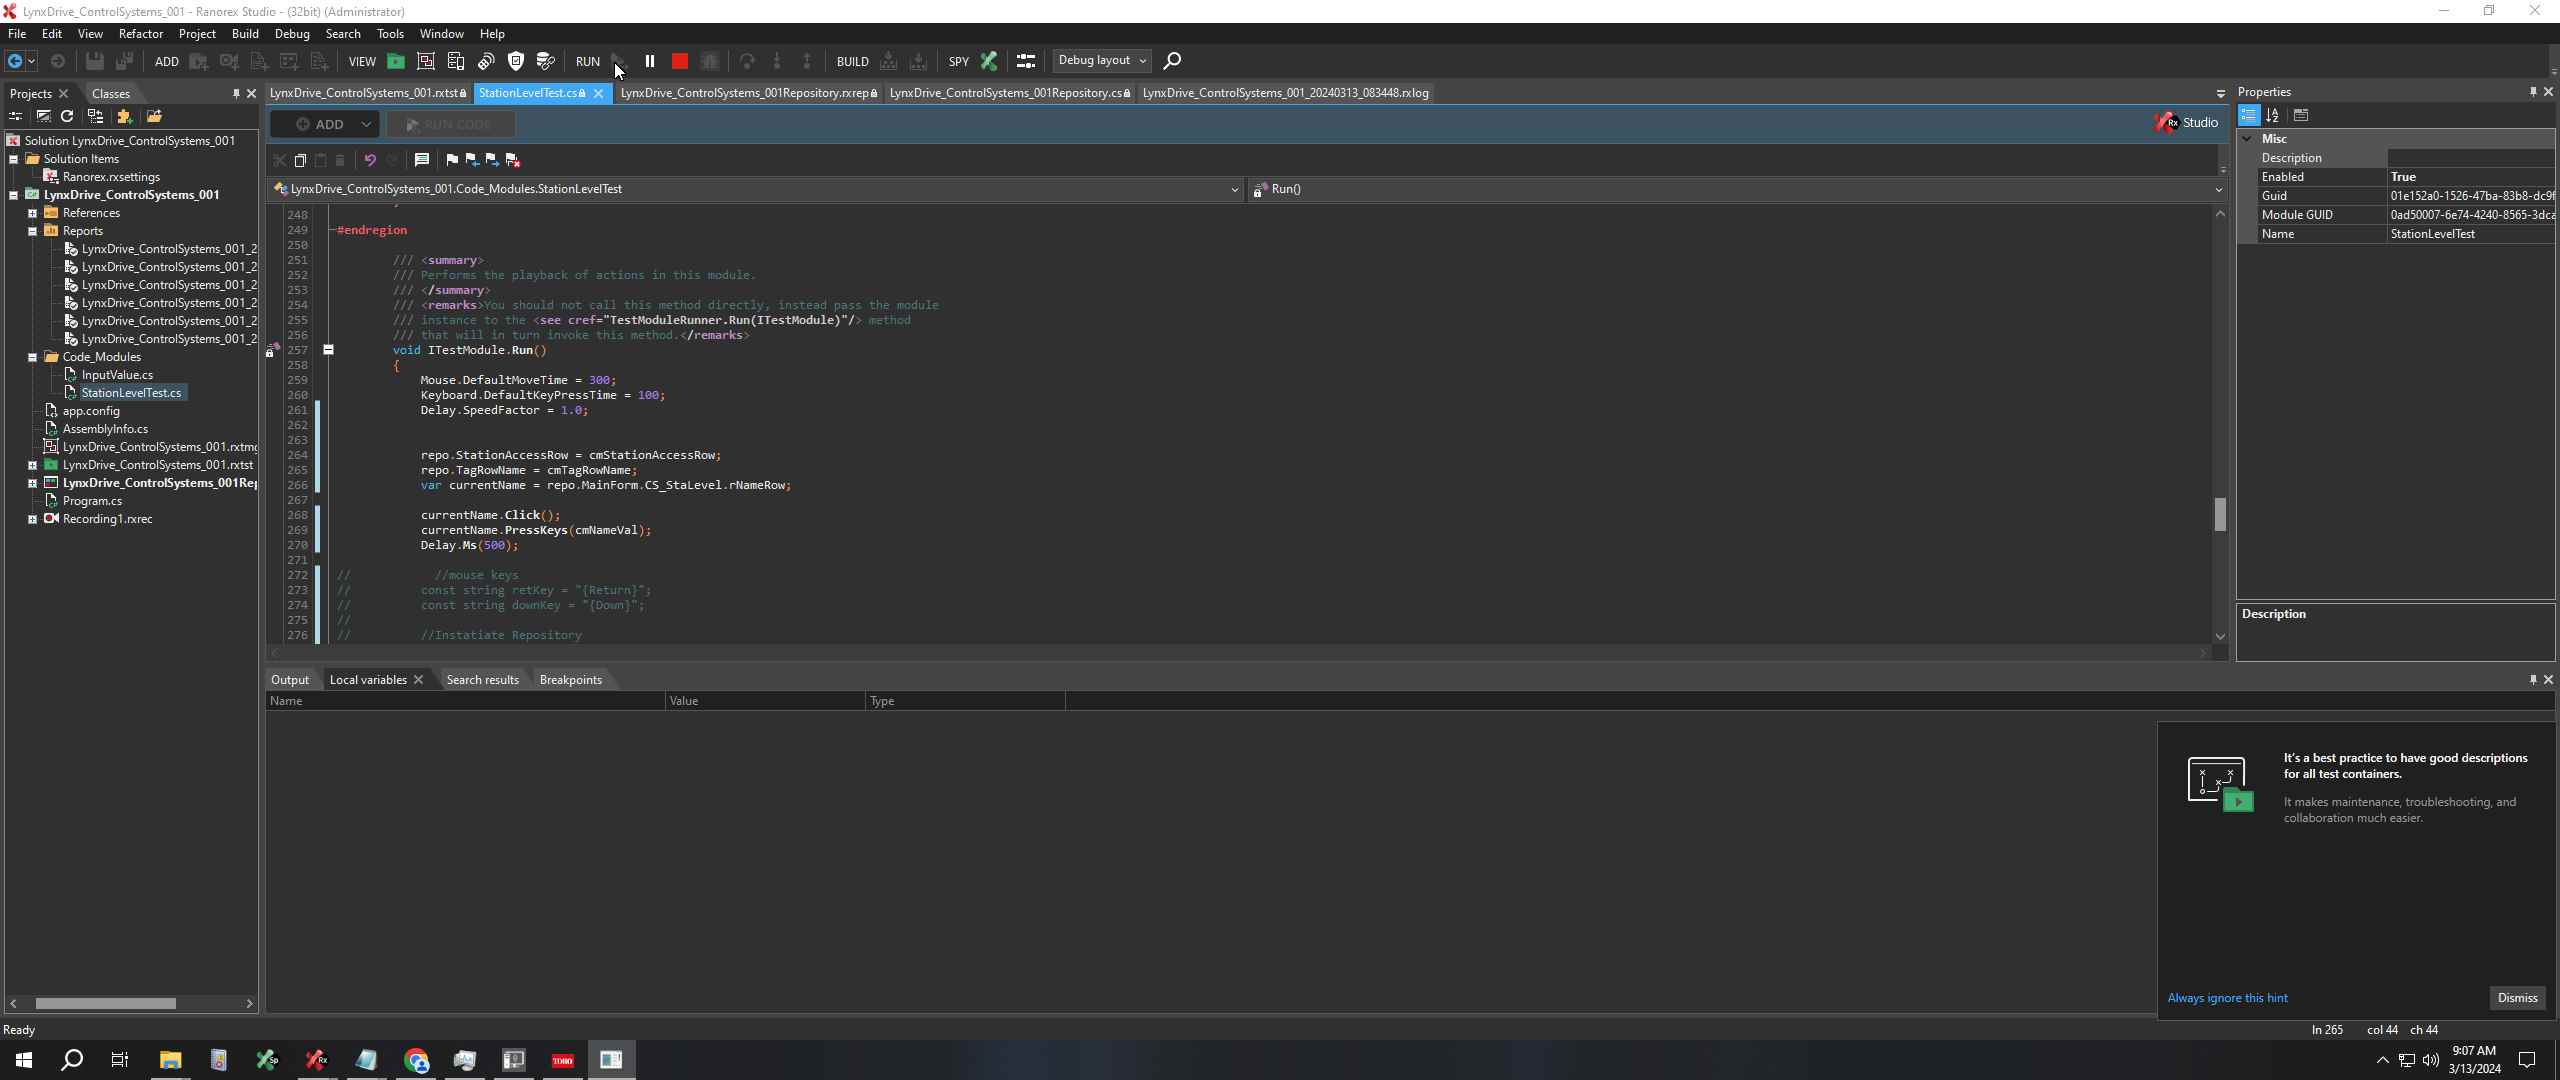 LynxDrive_ControlSystems_001 - Ranorex Studio - (32bit) (Administrator)
File Edit View Refactor Project Build Debug Search Tools Window Help
ADD VIEW RUN BUILD SPY Debug layout
Projects Classes
LynxDrive_ControlSystems_001.rxtst StationLevelTest.cs LynxDrive_ControlSystems_001Repository.rxrep LynxDrive_ControlSystems_001Repository.cs LynxDrive_ControlSystems_001_20240313_083448.rxlog
Solution LynxDrive_ControlSystems_001
Solution Items
Ranorex.rxsettings
LynxDrive_ControlSystems_001
References
Reports
LynxDrive_ControlSystems_001_2
LynxDrive_ControlSystems_001_2
LynxDrive_ControlSystems_001_2
LynxDrive_ControlSystems_001_2
LynxDrive_ControlSystems_001_2
LynxDrive_ControlSystems_001_2
Code_Modules
InputValue.cs
StationLevelTest.cs
app.config
AssemblyInfo.cs
LynxDrive_ControlSystems_001.rxtmg
LynxDrive_ControlSystems_001.rxtst
LynxDrive_ControlSystems_001Rep
Program.cs
Recording1.rxrec
ADD RUN CODE
Rx Studio
LynxDrive_ControlSystems_001.Code_Modules.StationLevelTest Run()
248
249 #endregion
250
251 /// <summary>
252 /// Performs the playback of actions in this module.
253 /// </summary>
254 /// <remarks>You should not call this method directly, instead pass the module
255 /// instance to the <see cref="TestModuleRunner.Run(ITestModule)"/> method
256 /// that will in turn invoke this method.</remarks>
257 void ITestModule.Run()
258 {
259 Mouse.DefaultMoveTime = 300;
260 Keyboard.DefaultKeyPressTime = 100;
261 Delay.SpeedFactor = 1.0;
262
263
264 repo.StationAccessRow = cmStationAccessRow;
265 repo.TagRowName = cmTagRowName;
266 var currentName = repo.MainForm.CS_StaLevel.rNameRow;
267
268 currentName.Click();
269 currentName.PressKeys(cmNameVal);
270 Delay.Ms(500);
271
272 // //mouse keys
273 // const string retKey = "{Return}";
274 // const string downKey = "{Down}";
275 //
276 // //Instatiate Repository
Output Local variables Search results Breakpoints
Name Value Type
Properties
Misc
Description
Enabled True
Guid 01e152a0-1526-47ba-83b8-dc9f
Module GUID 0ad50007-6e74-4240-8565-3dca
Name StationLevelTest
Description
It's a best practice to have good descriptions
for all test containers.
It makes maintenance, troubleshooting, and
collaboration much easier.
Always ignore this hint Dismiss
Ready ln 265 col 44 ch 44
Sp Rx TORO
9:07 AM
3/13/2024